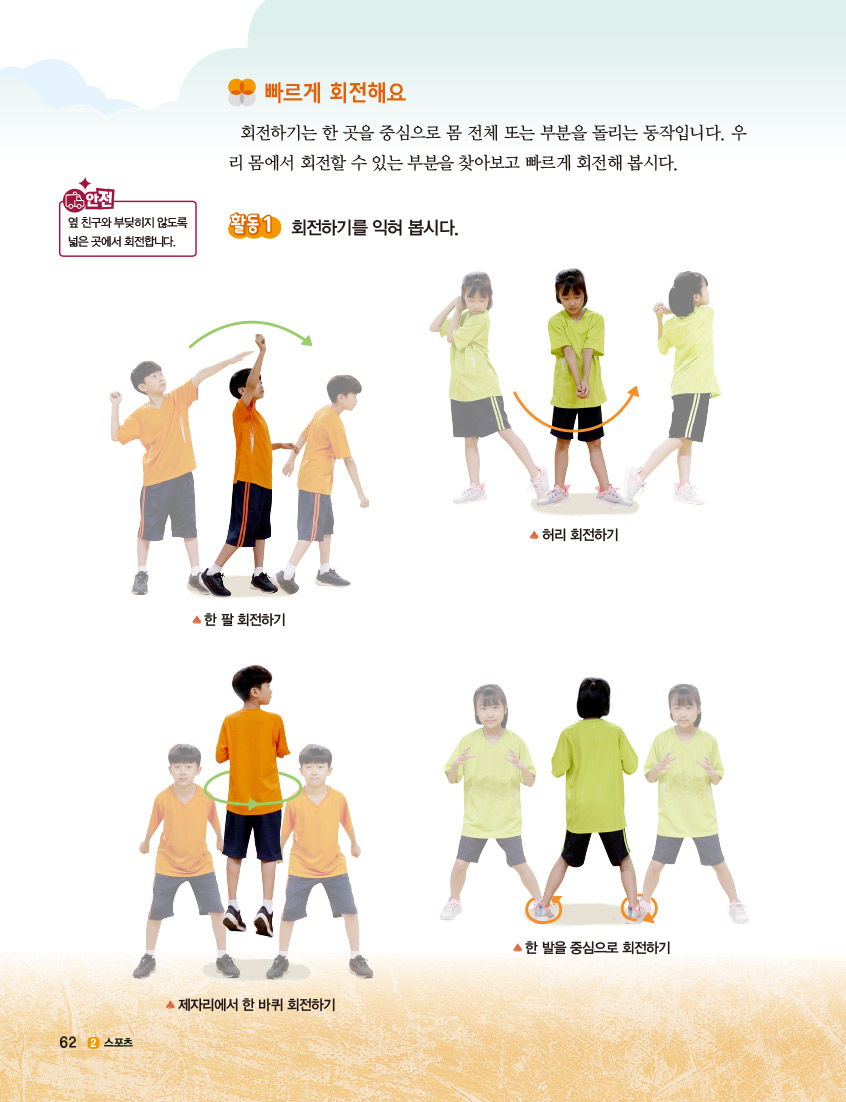 빠르게 회전해요
회전하기는 한 곳을 중심으로 몸 전체 또는 부분을 돌리는 동작입니다. 우
리 몸에서 회전할 수 있는 부분을 찾아보고 빠르게 회전해 봅시다.
안전
옆 친구와 부딪히지 않도록
넓은 곳에서 회전합니다.
활동 1 회전하기를 익혀 봅시다.
▲ 허리 회전하기
▲ 한 팔 회전하기
▲ 한 발을 중심으로 회전하기
▲ 제자리에서 한 바퀴 회전하기
62 2 스포츠